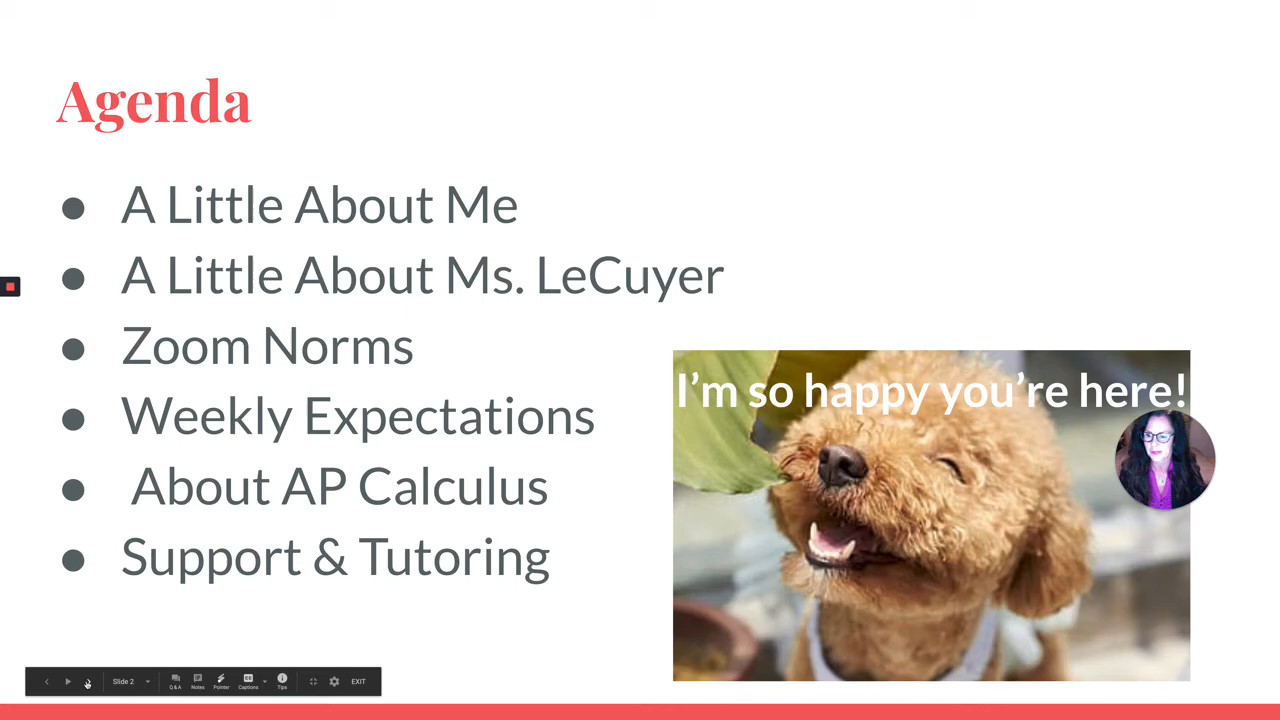 Agenda
● A Little About Me
● A Little About Ms. LeCuyer
● Zoom Norms
● Weekly Expectations
● About AP Calculus
● Support & Tutoring
I’m so happy you’re here!
Slide 2
Q & A
Notes
Pointer
Captions
Tips
EXIT